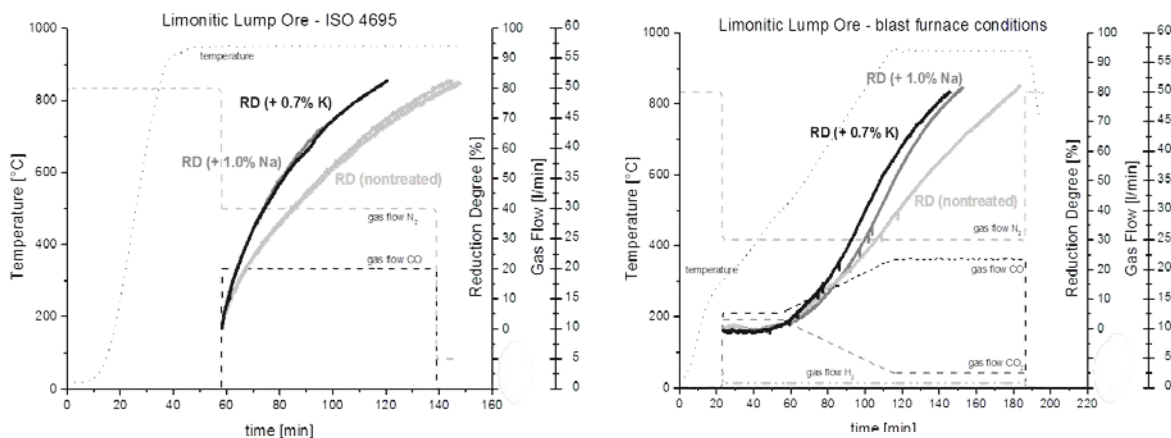 Limonitic Lump Ore - ISO 4695
Temperature [°C]
1000
800
600
400
200
0
temperature
RD (+ 0.7% K)
RD (+ 1.0% Na)
RD (nontreated)
gas flow N2
gas flow CO
0 20 40 60 80 100 120 140 160
time [min]
Reduction Degree [%]
100
90
80
70
60
50
40
30
20
10
0
Gas Flow [l/min]
60
55
50
45
40
35
30
25
20
15
10
5
0
Limonitic Lump Ore - blast furnace conditions
Temperature [°C]
1000
800
600
400
200
0
temperature
RD (+ 1.0% Na)
RD (+ 0.7% K)
RD (nontreated)
gas flow N2
gas flow CO
gas flow CO2
gas flow H2
0 20 40 60 80 100 120 140 160 180 200 220
time [min]
Reduction Degree [%]
100
90
80
70
60
50
40
30
20
10
0
Gas Flow [l/min]
60
55
50
45
40
35
30
25
20
15
10
5
0